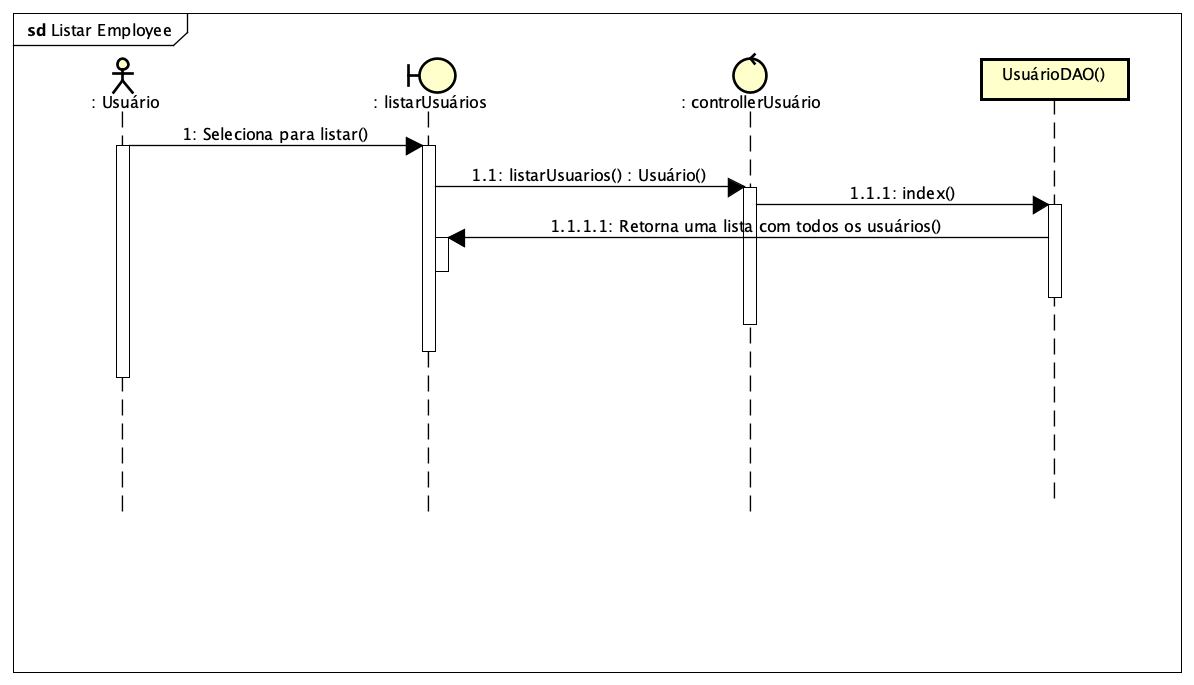 sd Listar Employee
: Usuário
: listarUsuários
: controllerUsuário
UsuárioDAO()
1: Seleciona para listar()
1.1: listarUsuarios() : Usuário()
1.1.1: index()
1.1.1.1: Retorna uma lista com todos os usuários()